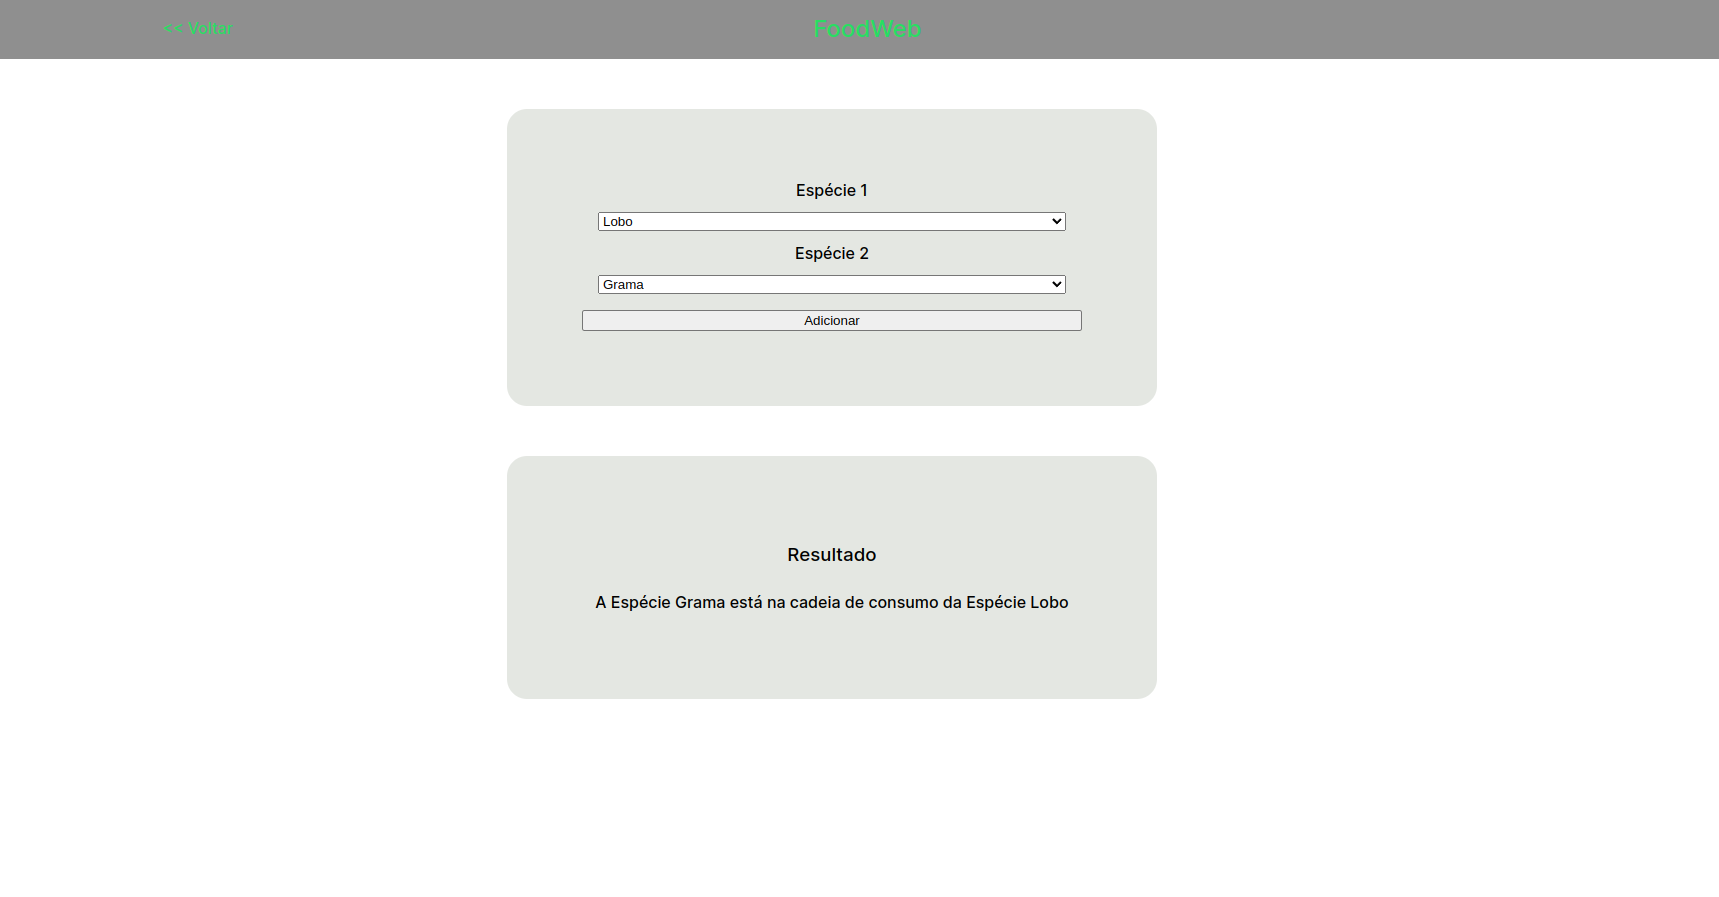 << Voltar
FoodWeb
Espécie 1
Lobo
Espécie 2
Grama
Adicionar
Resultado
A Espécie Grama está na cadeia de consumo da Espécie Lobo